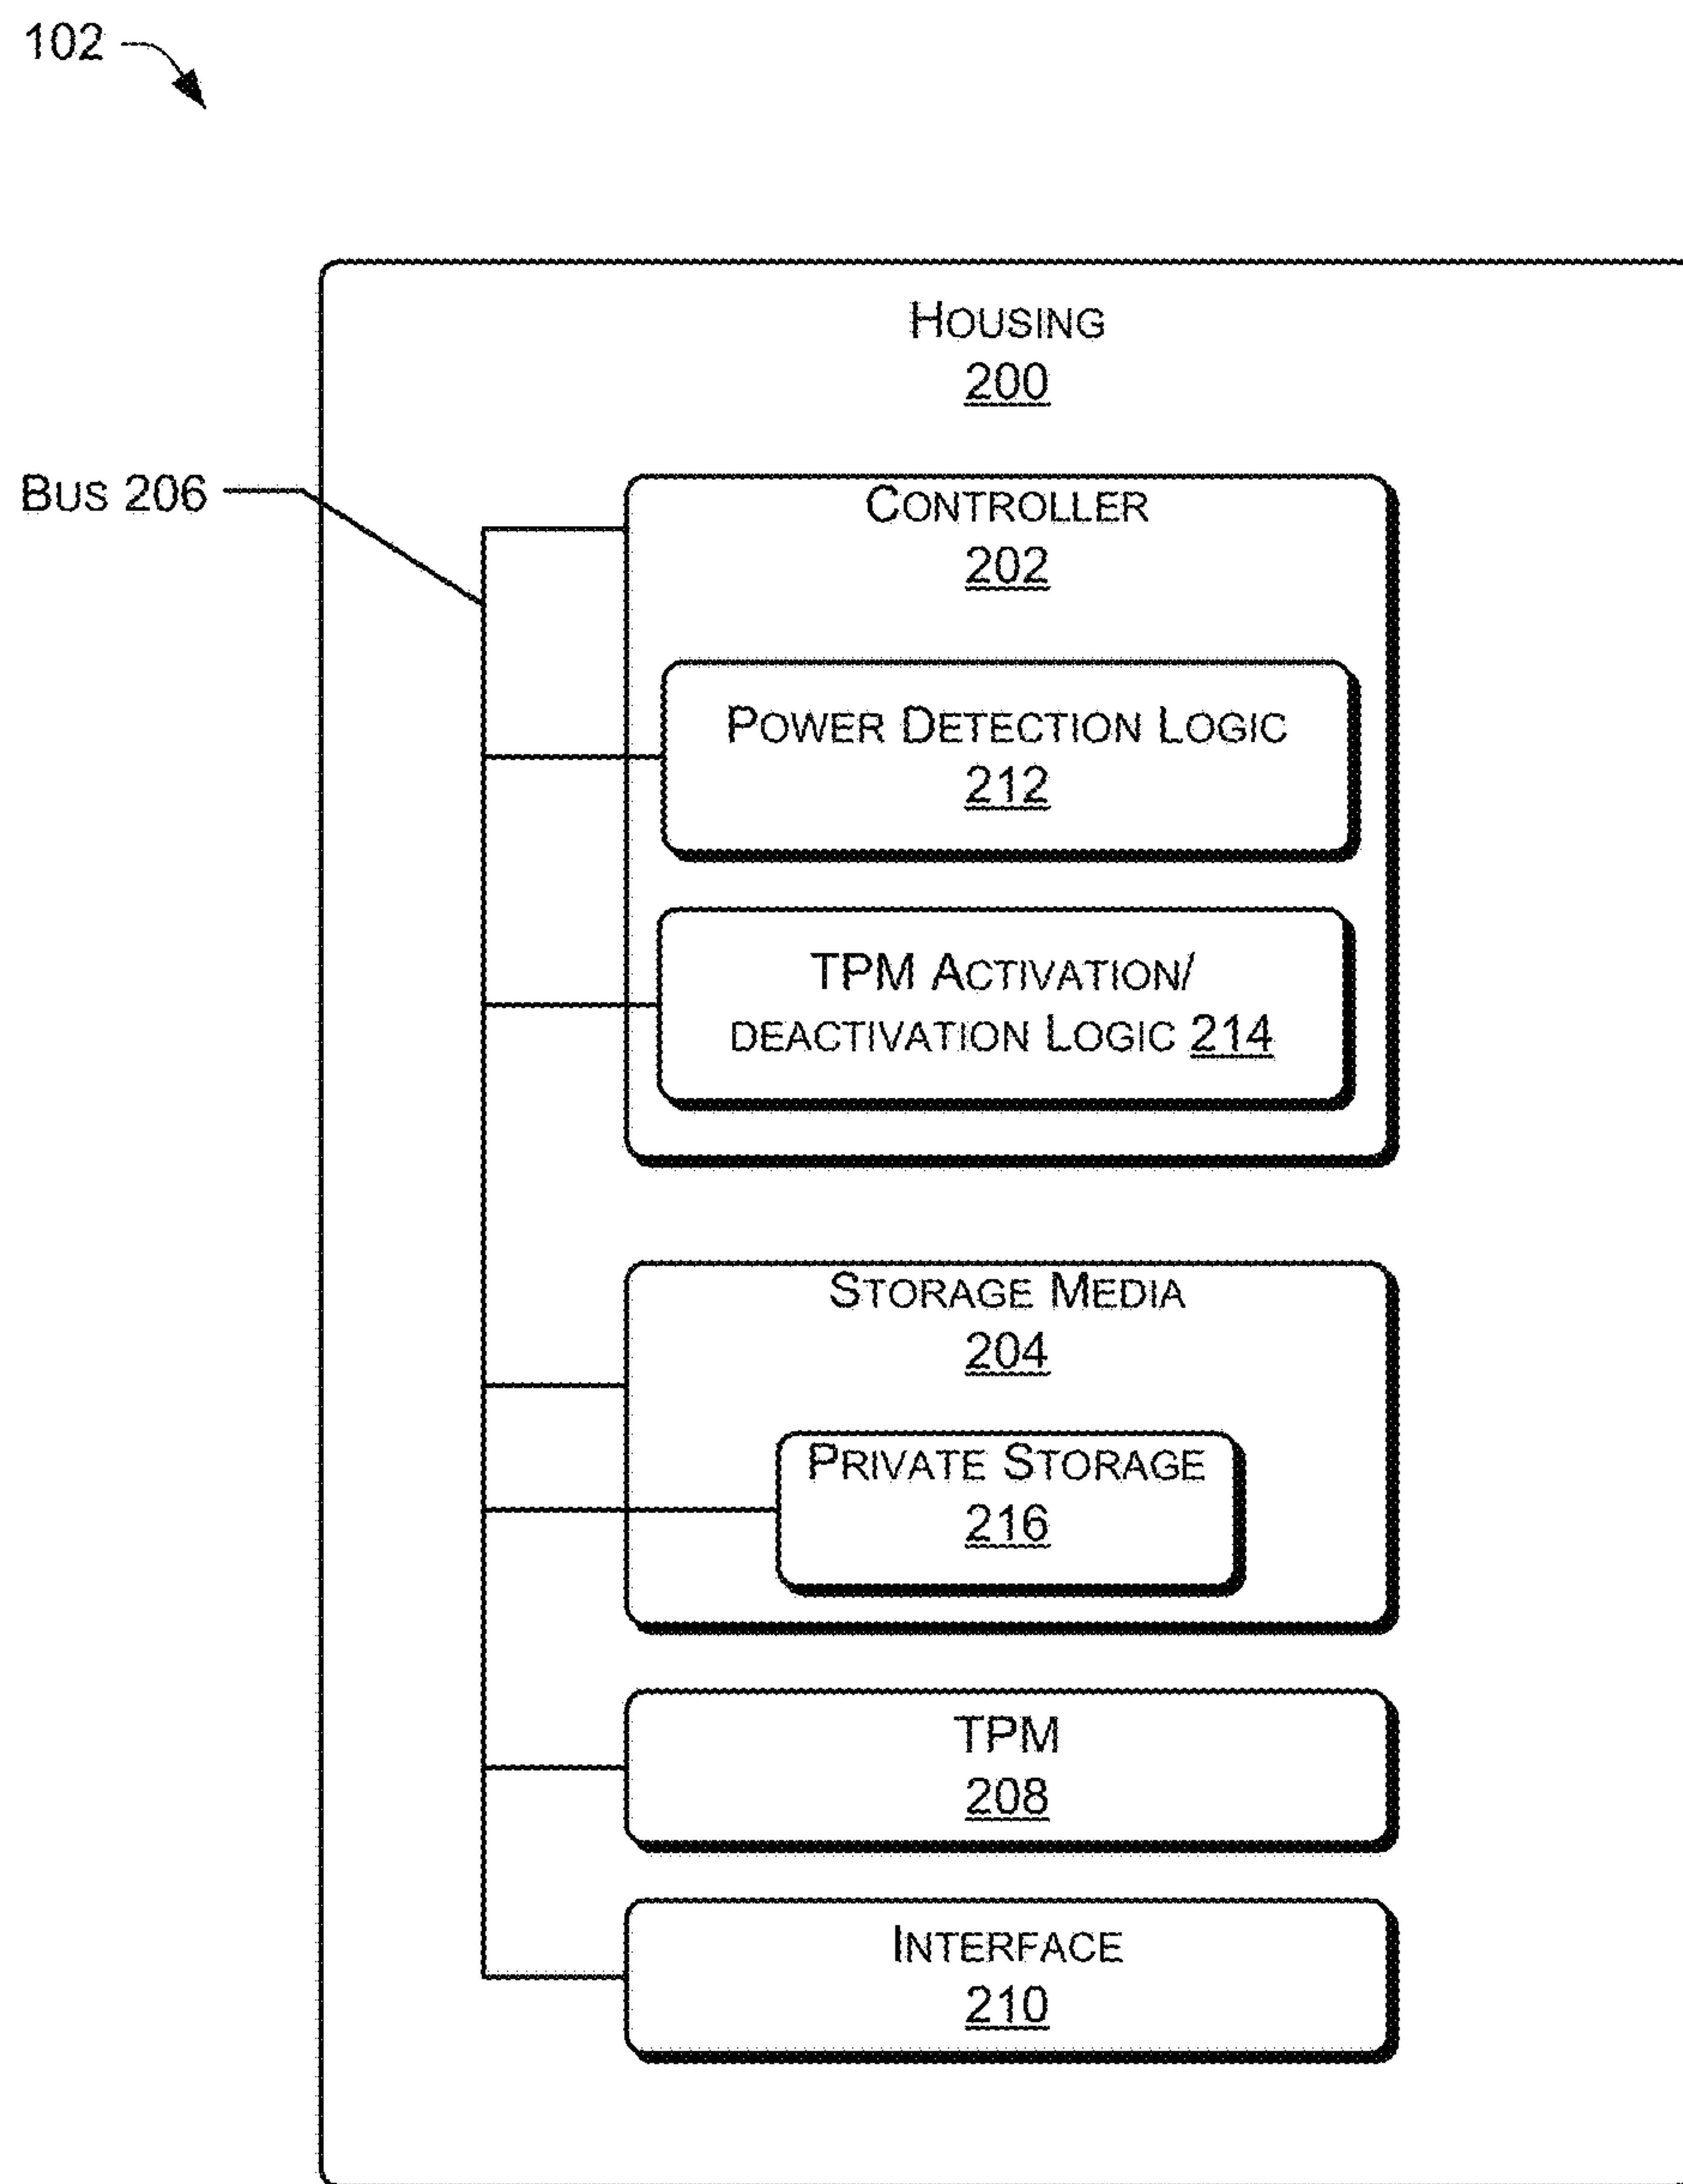 102
HOUSING
200
BUS 206
CONTROLLER
202
POWER DETECTION LOGIC
212
TPM ACTIVATION/
DEACTIVATION LOGIC 214
STORAGE MEDIA
204
PRIVATE STORAGE
216
TPM
208
INTERFACE
210